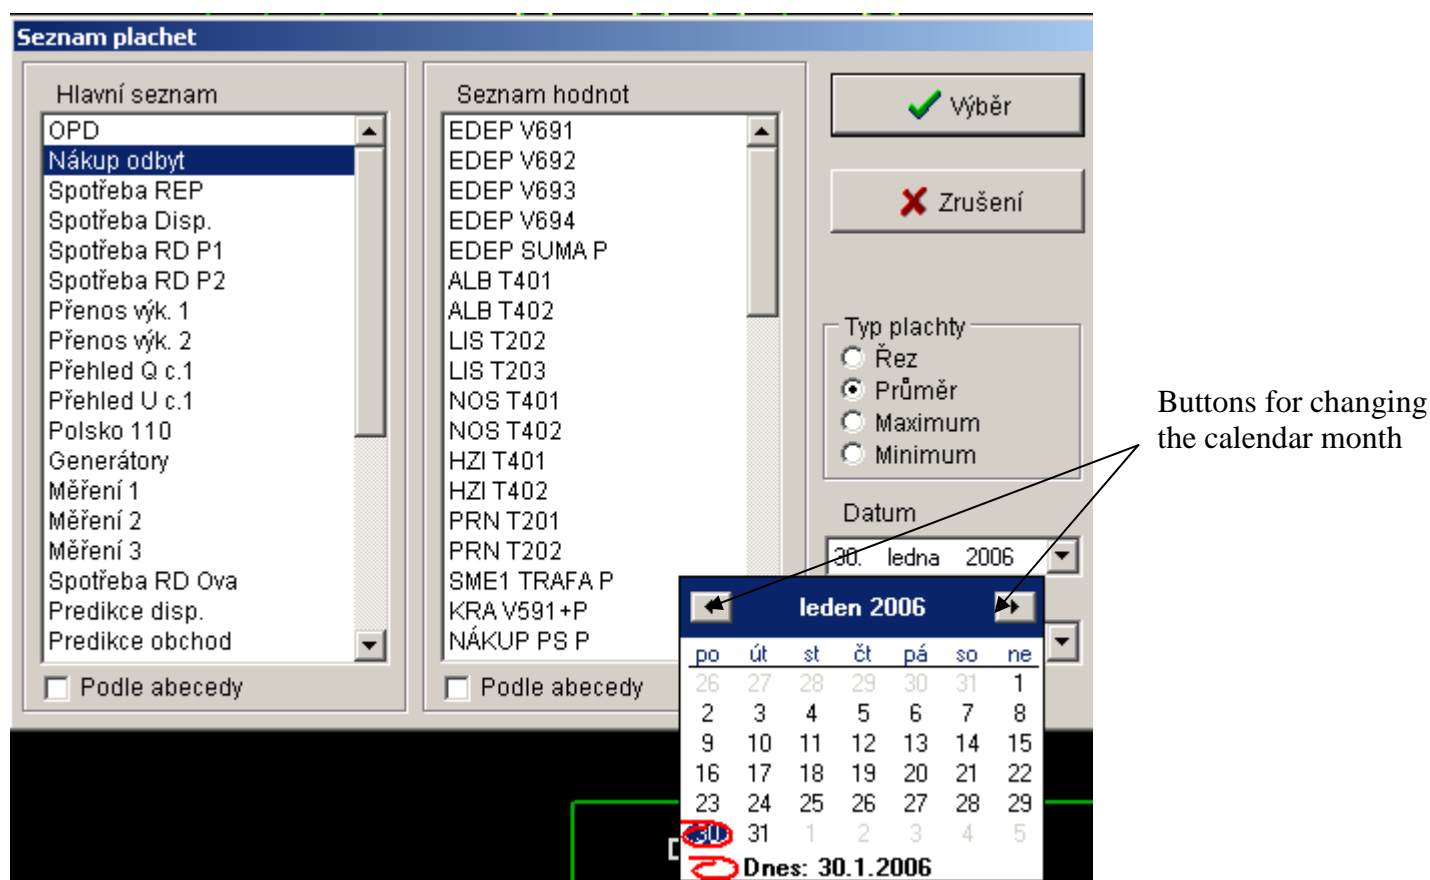 Seznam plachet
Hlavní seznam
OPD
Nákup odbyt
Spotřeba REP
Spotřeba Disp.
Spotřeba RD P1
Spotřeba RD P2
Přenos výk. 1
Přenos výk. 2
Přehled Q c.1
Přehled U c.1
Polsko 110
Generátory
Měření 1
Měření 2
Měření 3
Spotřeba RD Ova
Predikce disp.
Predikce obchod
Podle abecedy
Seznam hodnot
EDEP V691
EDEP V692
EDEP V693
EDEP V694
EDEP SUMA P
ALB T401
ALB T402
LIS T202
LIS T203
NOS T401
NOS T402
HZI T401
HZI T402
PRN T201
PRN T202
SME1 TRAFA P
KRA V591+P
NÁKUP PS P
Podle abecedy
Výběr
Zrušení
Typ plachty
Řez
Průměr
Maximum
Minimum
Datum
30. ledna 2006
leden 2006
po út st čt pá so ne
26 27 28 29 30 31 1
2 3 4 5 6 7 8
9 10 11 12 13 14 15
16 17 18 19 20 21 22
23 24 25 26 27 28 29
30 31 1 2 3 4 5
Dnes: 30.1.2006
Buttons for changing
the calendar month